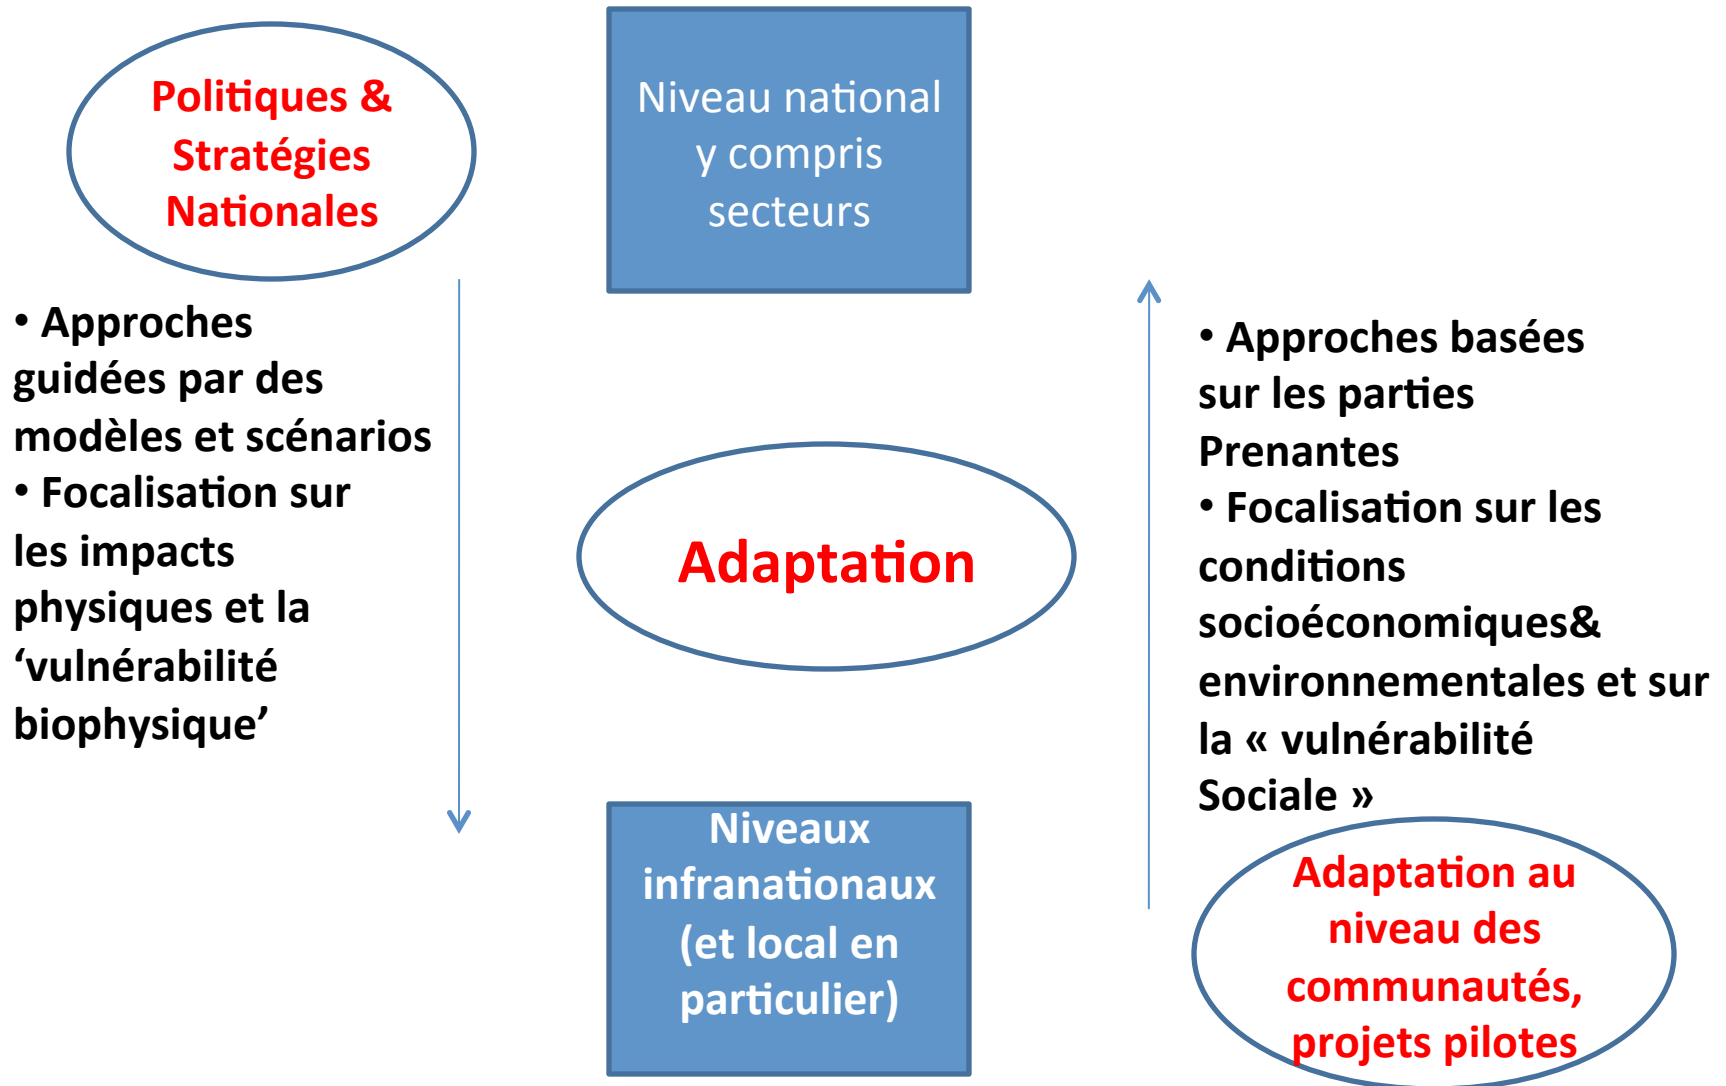 Politiques &
Stratégies
Nationales
Niveau national
y compris
secteurs
• Approches
guidées par des
modèles et scénarios
• Focalisation sur
les impacts
physiques et la
‘vulnérabilité
biophysique’
Adaptation
• Approches basées
sur les parties
Prenantes
• Focalisation sur les
conditions
socioéconomiques&
environnementales et sur
la « vulnérabilité
Sociale »
Niveaux
infranationaux
(et local en
particulier)
Adaptation au
niveau des
communautés,
projets pilotes